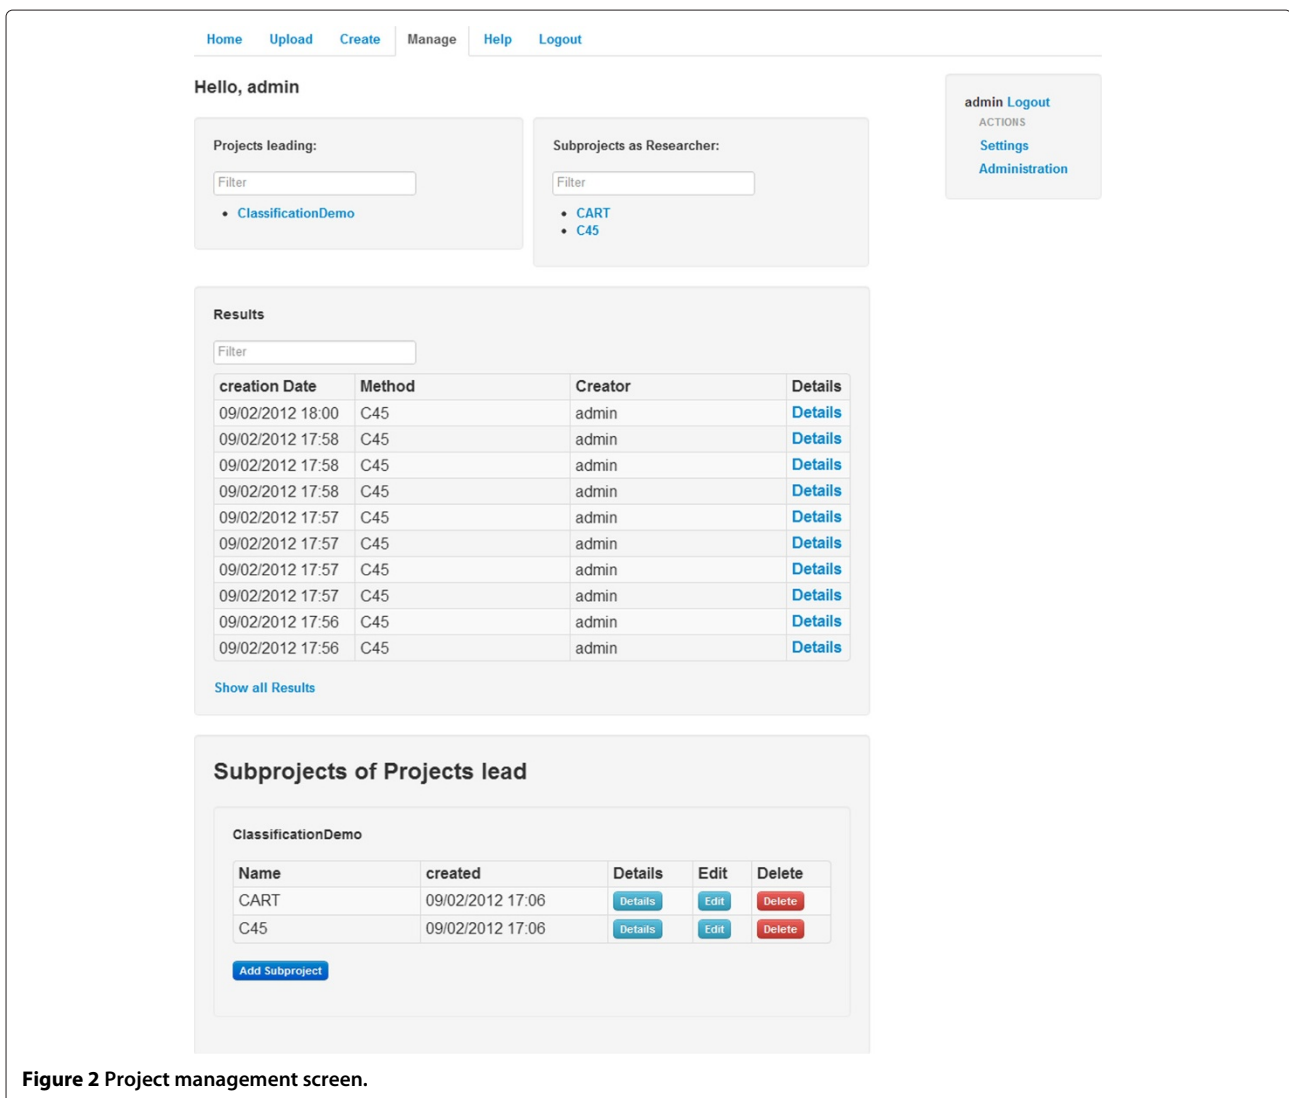 Home Upload Create Manage Help Logout
Hello, admin
admin Logout
ACTIONS
Settings
Administration
Projects leading:
Filter
• ClassificationDemo
Subprojects as Researcher:
Filter
• CART
• C45
Results
Filter
creation Date Method Creator Details
09/02/2012 18:00 C45 admin Details
09/02/2012 17:58 C45 admin Details
09/02/2012 17:58 C45 admin Details
09/02/2012 17:58 C45 admin Details
09/02/2012 17:57 C45 admin Details
09/02/2012 17:57 C45 admin Details
09/02/2012 17:57 C45 admin Details
09/02/2012 17:57 C45 admin Details
09/02/2012 17:56 C45 admin Details
09/02/2012 17:56 C45 admin Details
Show all Results
Subprojects of Projects lead
ClassificationDemo
Name created Details Edit Delete
CART 09/02/2012 17:06 Details Edit Delete
C45 09/02/2012 17:06 Details Edit Delete
Add Subproject
Figure 2 Project management screen.